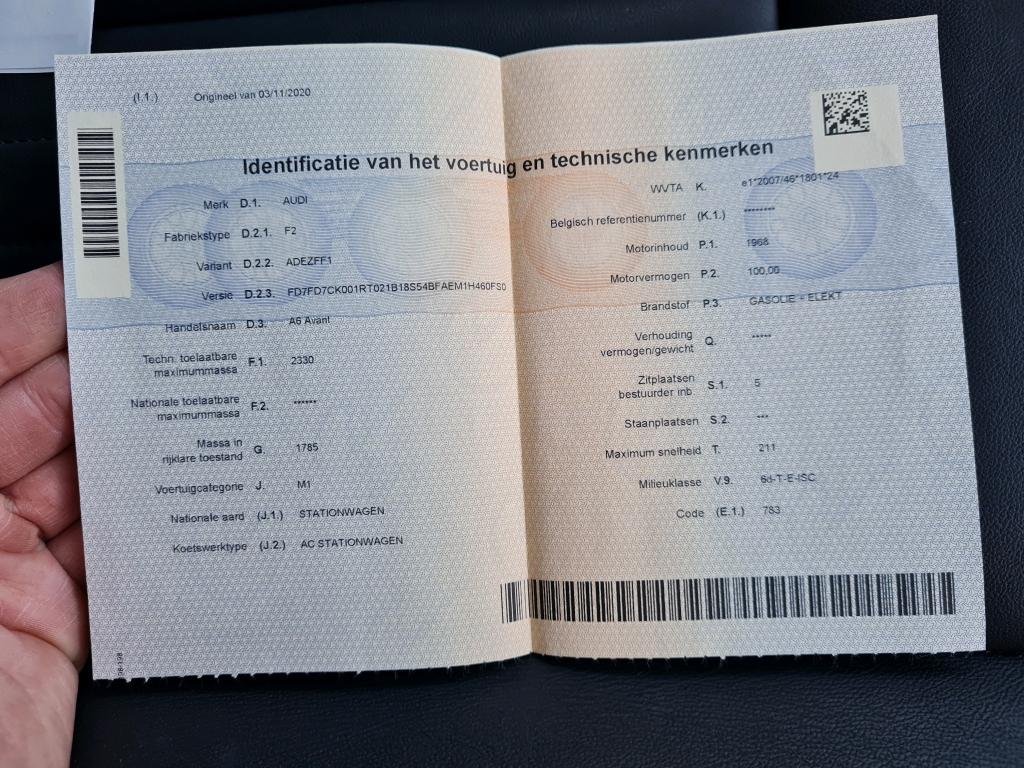 (I.1.) Origineel van 03/11/2020
Identificatie van het voertuig en technische kenmerken
Merk D.1. AUDI
Fabriekstype D.2.1. F2
Variant D.2.2. ADEZFF1
Versie D.2.3. FD7FD7CK001RT021B18S54BFAEM1H460FS0
Handelsnaam D.3. A6 Avant
Techn. toelaatbare
maximummassa F.1. 2330
Nationale toelaatbare
maximummassa F.2. ******
Massa in
rijklare toestand G. 1785
Voertuigcategorie J. M1
Nationale aard (J.1.) STATIONWAGEN
Koetswerktype (J.2.) AC STATIONWAGEN
WVTA K. e1*2007/46*1801*24
Belgisch referentienummer (K.1.) ********
Motorinhoud P.1. 1968
Motorvermogen P.2. 100,00
Brandstof P.3. GASOLIE - ELEKT
Verhouding
vermogen/gewicht Q. *****
Zitplaatsen
bestuurder inb. S.1. 5
Staanplaatsen S.2. ***
Maximum snelheid T. 211
Milieuklasse V.9. 6d-T-E-ISC
Code (E.1.) 783